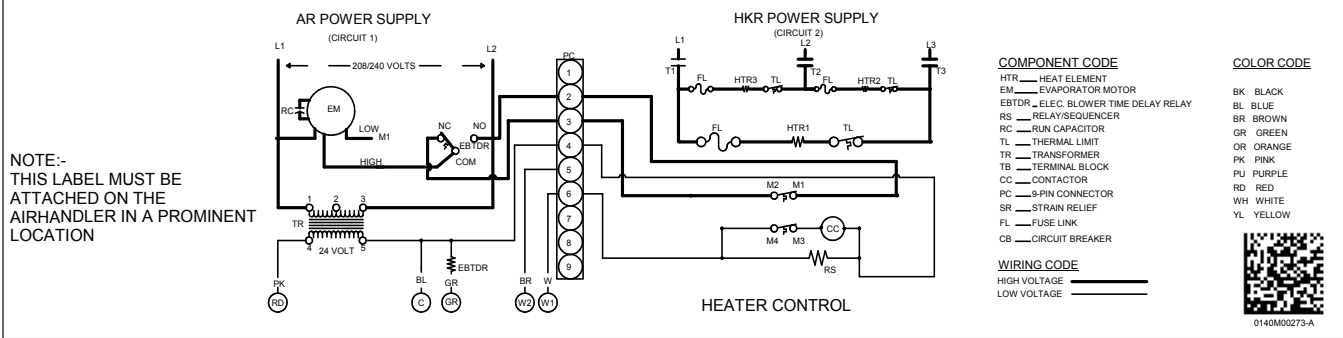 AR POWER SUPPLY
(CIRCUIT 1)
L1
L2
208/240 VOLTS
RC
EM
LOW
M1
HIGH
NC
NO
EBTDR
COM
NOTE:-
THIS LABEL MUST BE
ATTACHED ON THE
AIRHANDLER IN A PROMINENT
LOCATION
1 2 3
TR
4 5
24 VOLT
PK
RD
BL
C
EBTDR
GR
GR
BR
W2
W
W1
PC
1
2
3
4
5
6
7
8
9
HKR POWER SUPPLY
(CIRCUIT 2)
L1
L2
L3
T1
T2
T3
FL
HTR3
TL
FL
HTR2
TL
FL
HTR1
TL
M2
M1
M4
M3
CC
RS
HEATER CONTROL
COMPONENT CODE
HTR HEAT ELEMENT
EM EVAPORATOR MOTOR
EBTDR ELEC. BLOWER TIME DELAY RELAY
RS RELAY/SEQUENCER
RC RUN CAPACITOR
TL THERMAL LIMIT
TR TRANSFORMER
TB TERMINAL BLOCK
CC CONTACTOR
PC 9-PIN CONNECTOR
SR STRAIN RELIEF
FL FUSE LINK
CB CIRCUIT BREAKER
WIRING CODE
HIGH VOLTAGE
LOW VOLTAGE
COLOR CODE
BK BLACK
BL BLUE
BR BROWN
GR GREEN
OR ORANGE
PK PINK
PU PURPLE
RD RED
WH WHITE
YL YELLOW
0140M00273-A